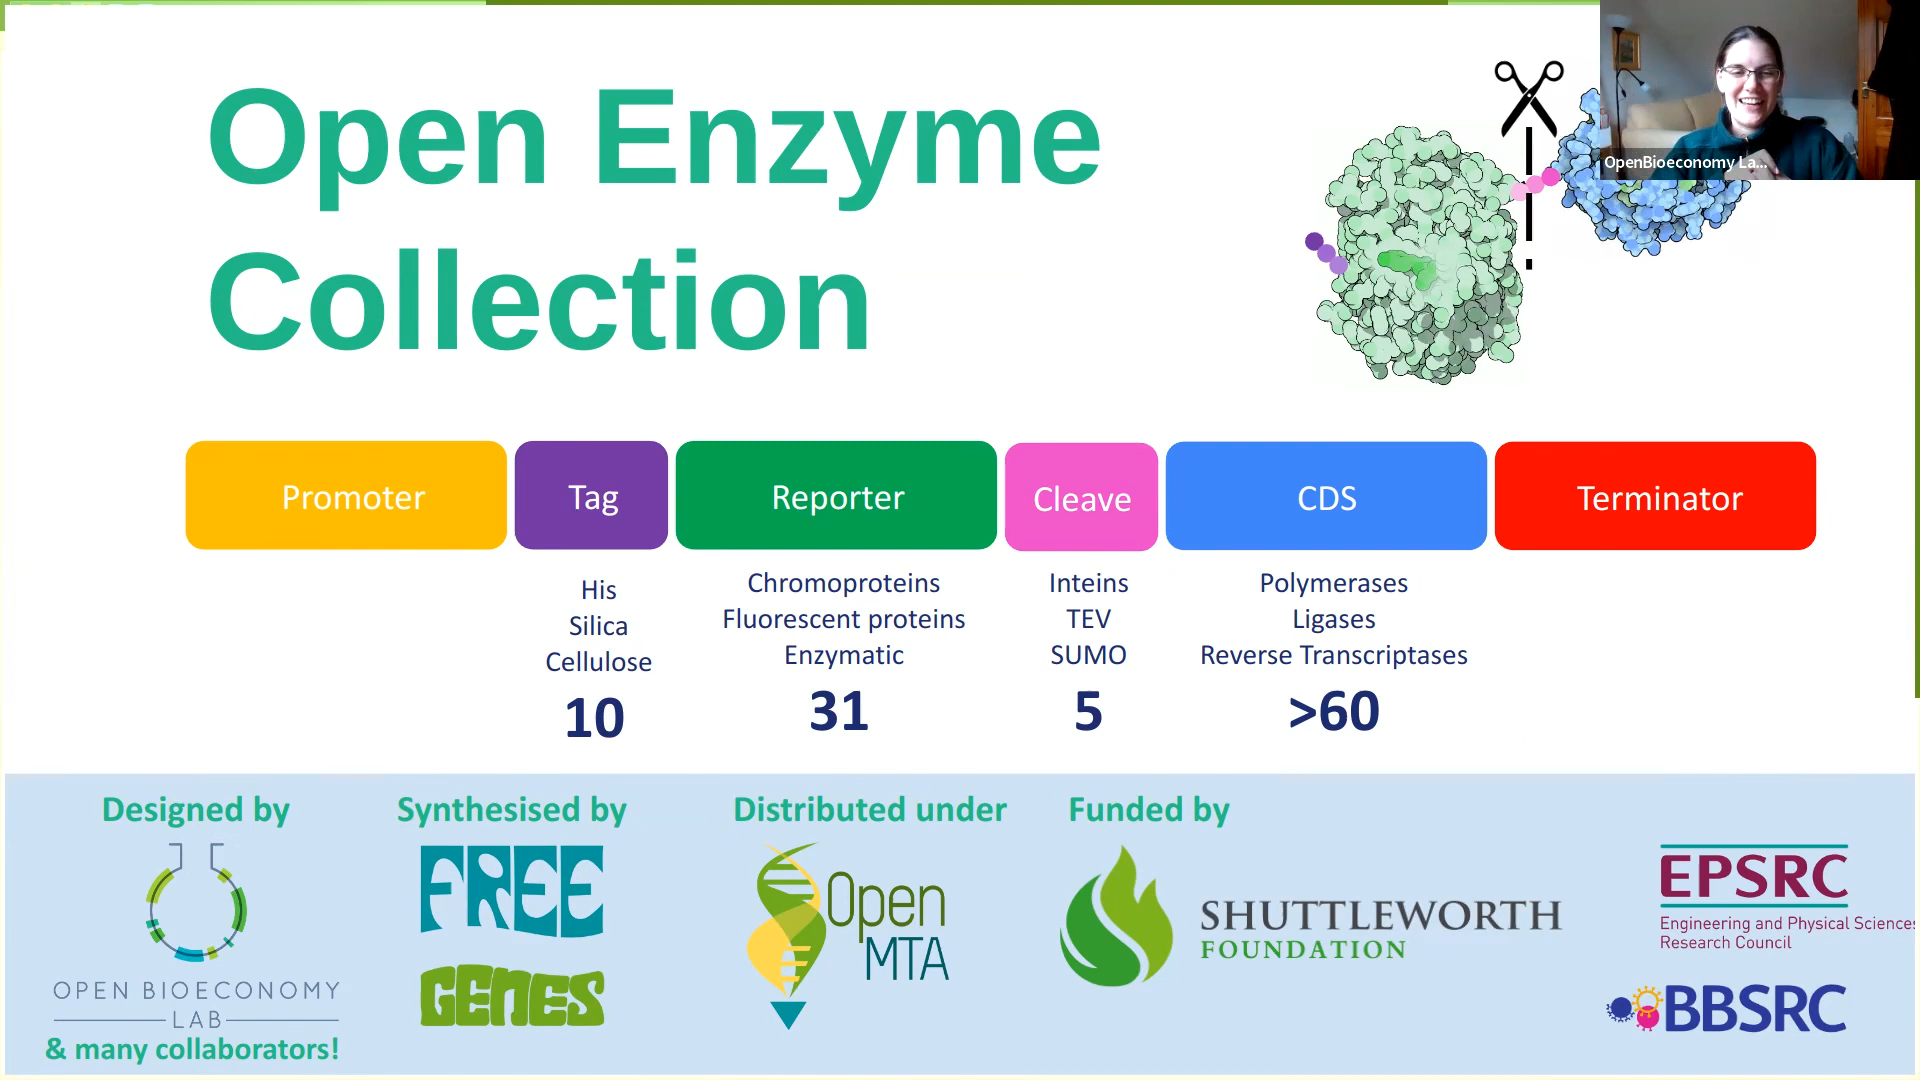 Open Enzyme
Collection
OpenBioeconomy La...
Promoter
Tag
Reporter
Cleave
CDS
Terminator
His
Silica
Cellulose
10
Chromoproteins
Fluorescent proteins
Enzymatic
31
Inteins
TEV
SUMO
5
Polymerases
Ligases
Reverse Transcriptases
>60
Designed by
OPEN BIOECONOMY
LAB
& many collaborators!
Synthesised by
FREE
GENES
Distributed under
Open
MTA
Funded by
SHUTTLEWORTH
FOUNDATION
EPSRC
Engineering and Physical Sciences
Research Council
BBSRC